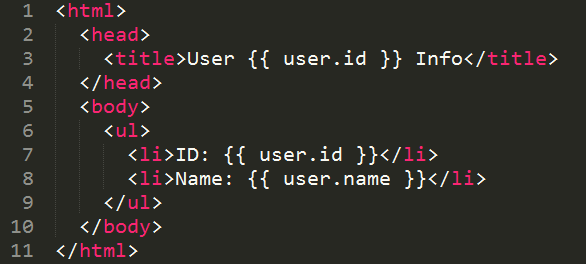 1 <html>
2   <head>
3     <title>User {{ user.id }} Info</title>
4   </head>
5   <body>
6     <ul>
7       <li>ID: {{ user.id }}</li>
8       <li>Name: {{ user.name }}</li>
9     </ul>
10   </body>
11 </html>